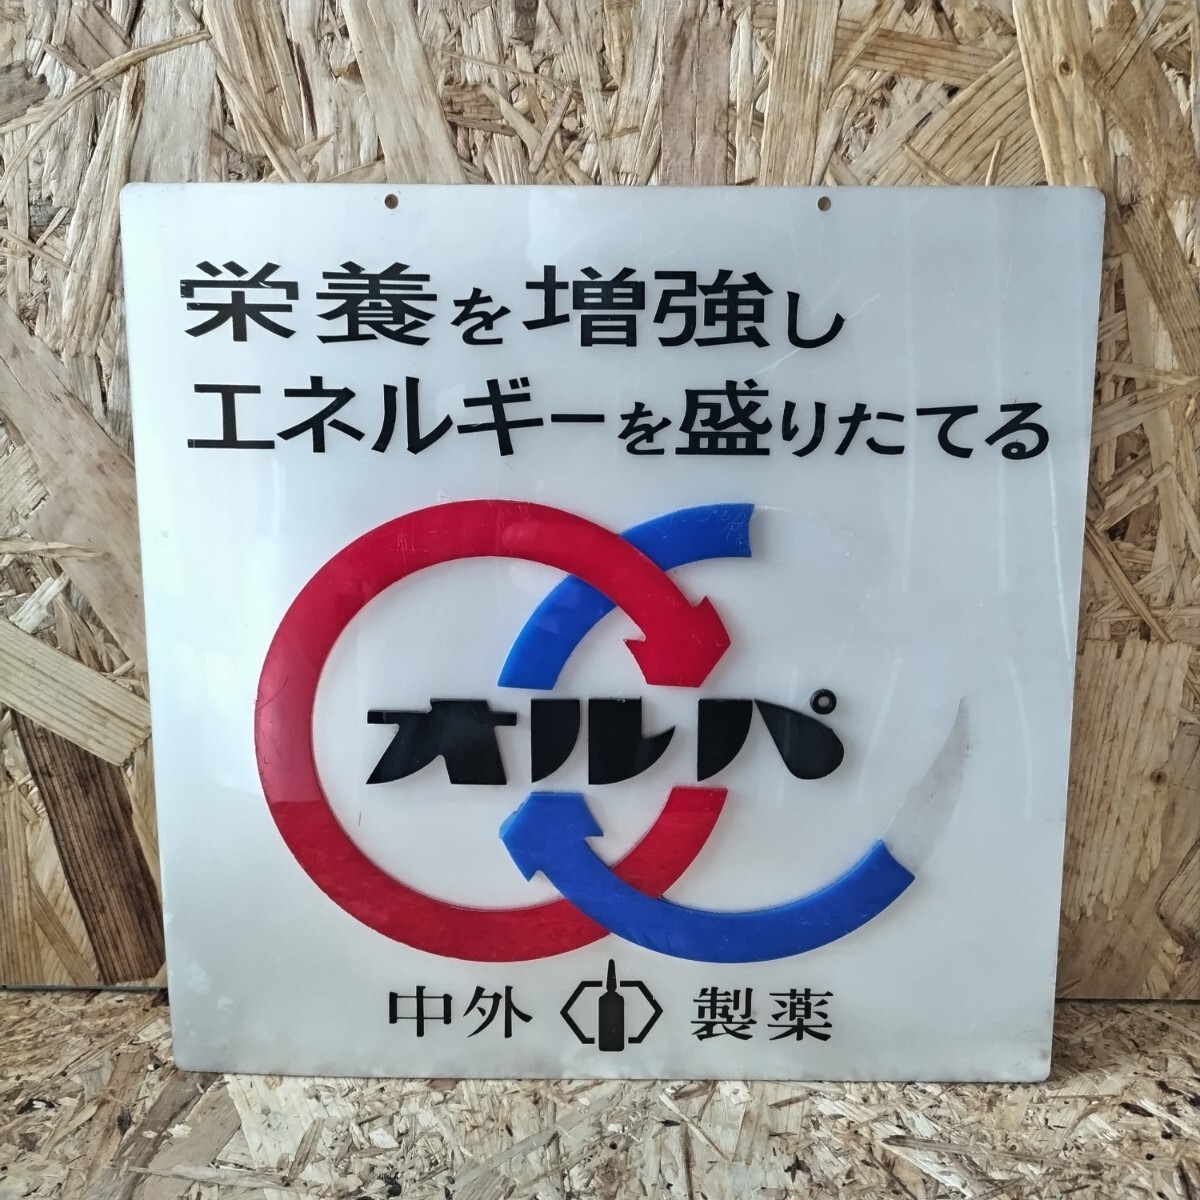 栄養を増強し
エネルギーを盛りたてる
オルパ
中外製薬